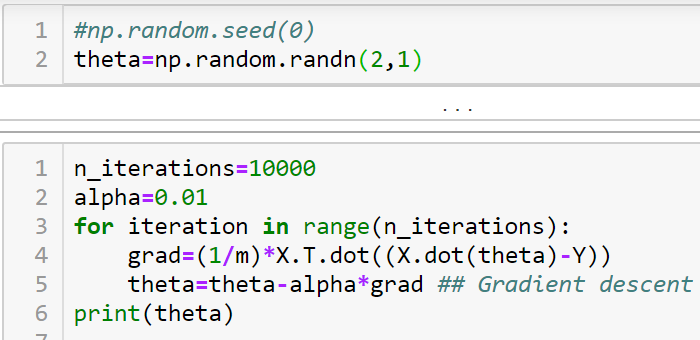 1 #np.random.seed(0)
2 theta=np.random.randn(2,1)
...
1 n_iterations=10000
2 alpha=0.01
3 for iteration in range(n_iterations):
4     grad=(1/m)*X.T.dot((X.dot(theta)-Y))
5     theta=theta-alpha*grad ## Gradient descent
6 print(theta)
7